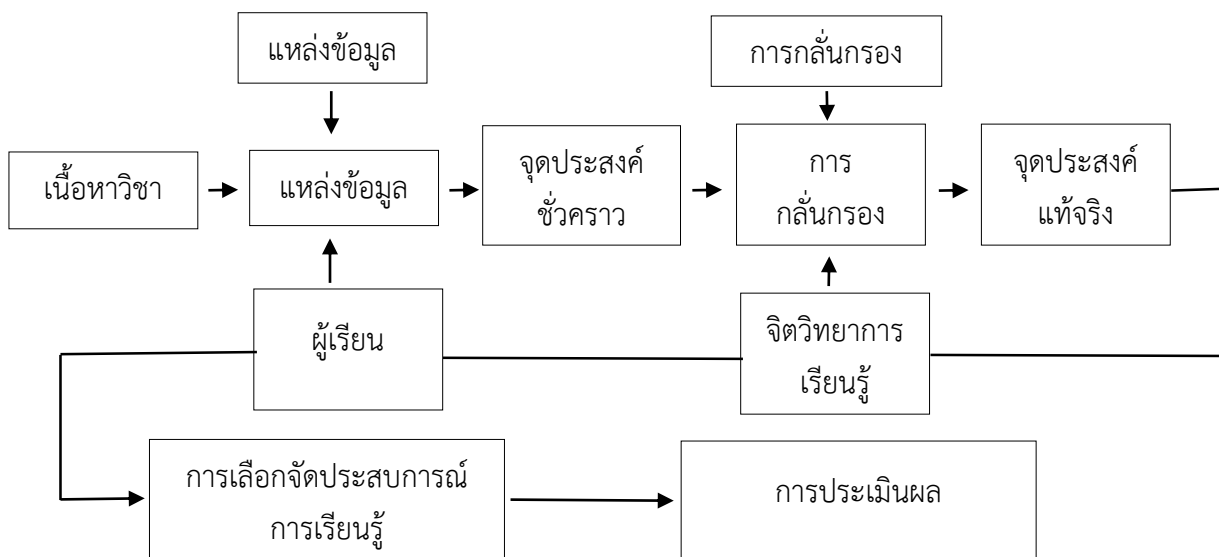 แหล่งข้อมูล
การกลั่นกรอง
เนื้อหาวิชา
แหล่งข้อมูล
จุดประสงค์
ชั่วคราว
การ
กลั่นกรอง
จุดประสงค์
แท้จริง
ผู้เรียน
จิตวิทยาการ
เรียนรู้
การเลือกจัดประสบการณ์
การเรียนรู้
การประเมินผล